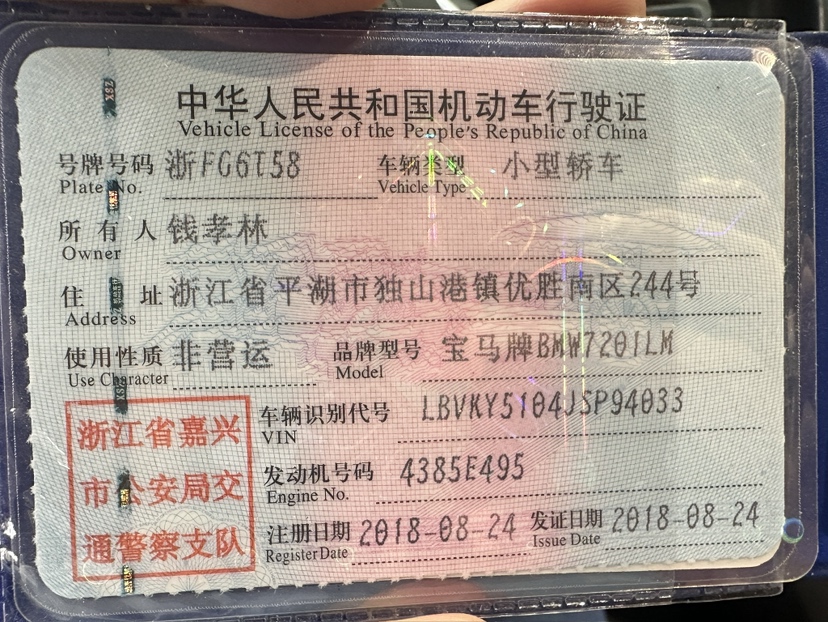 中华人民共和国机动车行驶证
Vehicle License of the People's Republic of China
号牌号码 浙FG6T58 车辆类型 小型轿车
Plate No. Vehicle Type
所有人 钱孝林
Owner
住址 浙江省平湖市独山港镇优胜南区244号
Address
使用性质 非营运 品牌型号 宝马牌BMW7201LM
Use Character Model
浙江省嘉兴
市公安局交
通警察支队
车辆识别代号 LBVKY5104JSP94033
VIN
发动机号码 4385E495
Engine No.
注册日期 2018-08-24 发证日期 2018-08-24
Register Date Issue Date